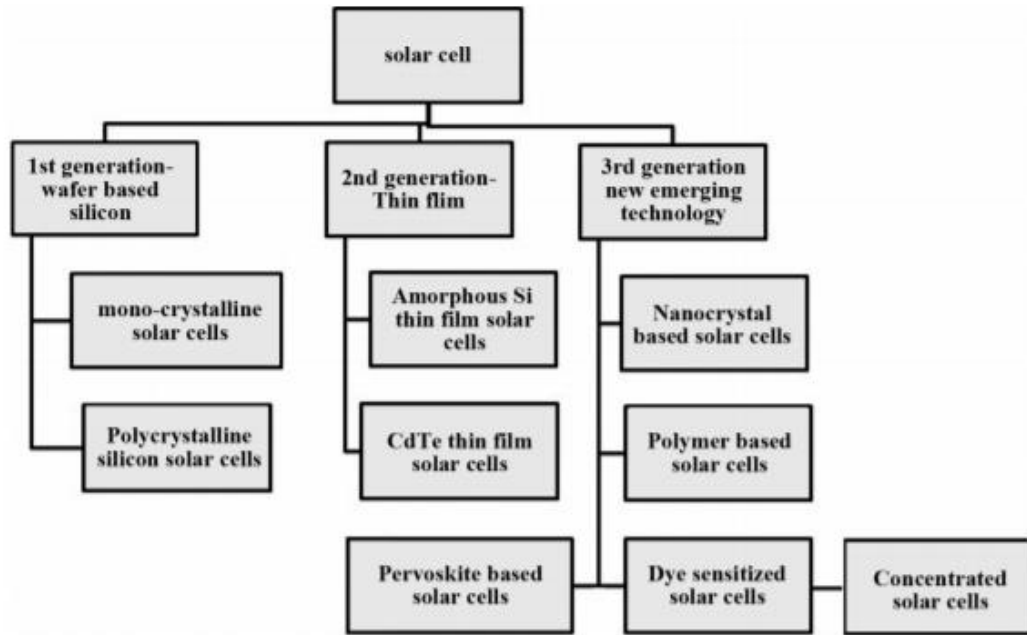 solar cell
1st generation-
wafer based
silicon
2nd generation-
Thin flim
3rd generation
new emerging
technology
mono-crystalline
solar cells
Amorphous Si
thin film solar
cells
Nanocrystal
based solar cells
Polycrystalline
silicon solar cells
CdTe thin film
solar cells
Polymer based
solar cells
Pervoskite based
solar cells
Dye sensitized
solar cells
Concentrated
solar cells